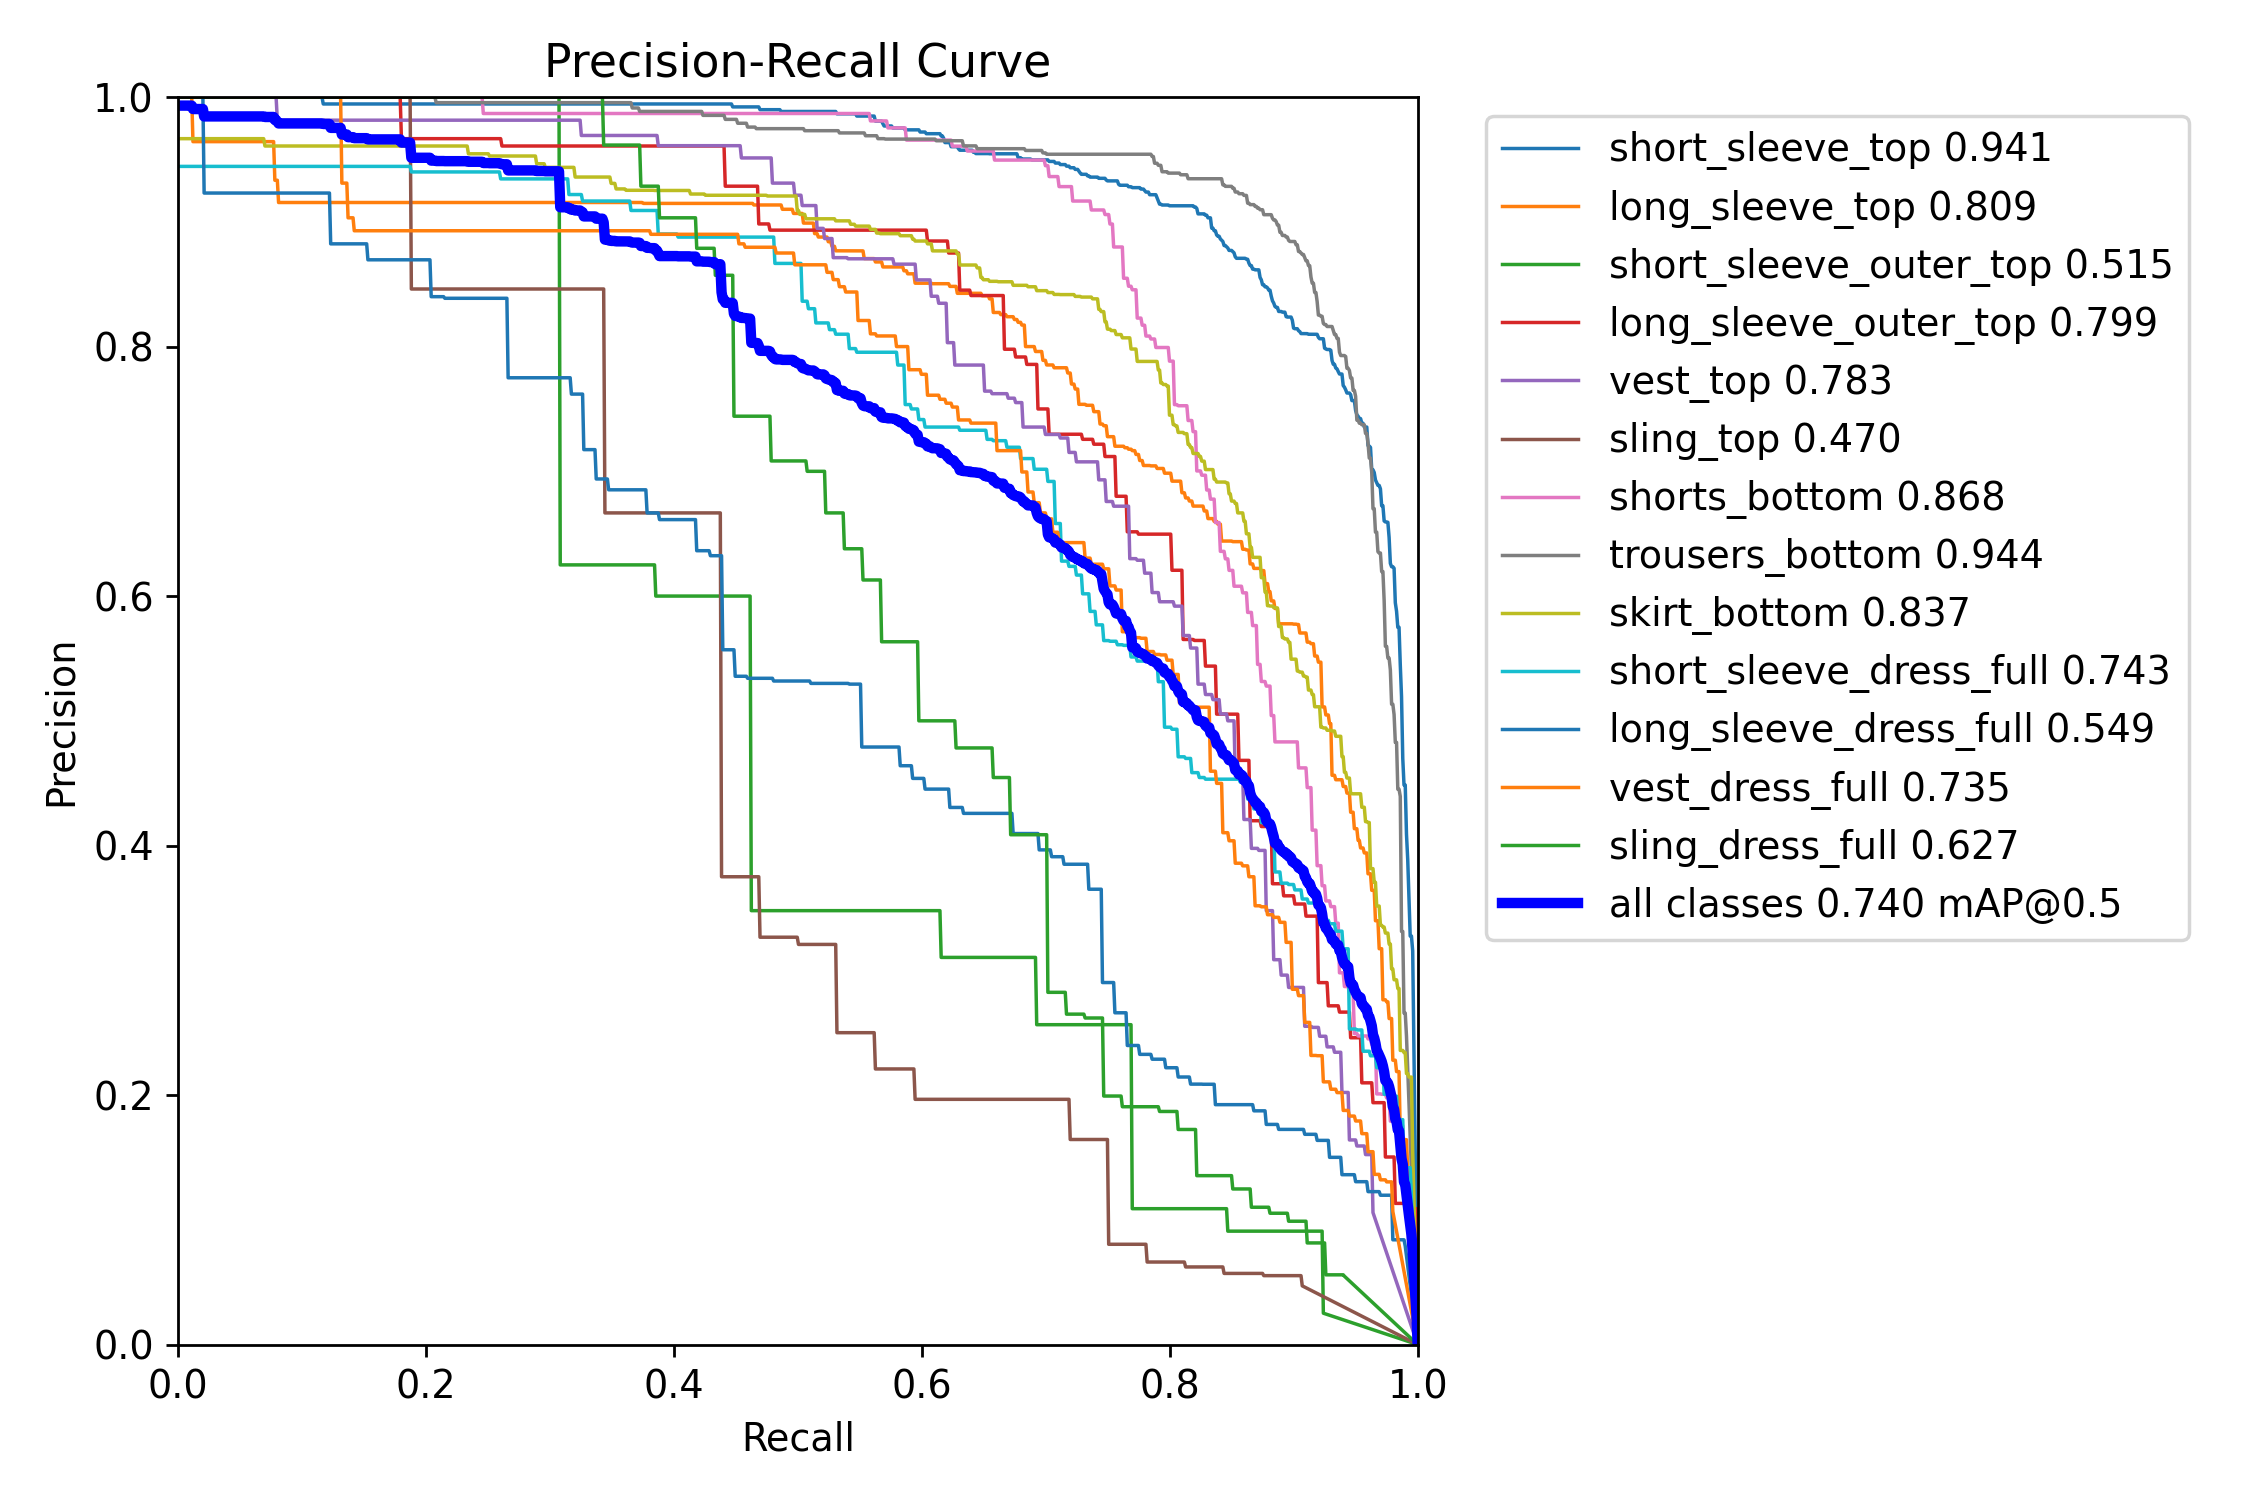 Precision-Recall Curve
1.0
0.8
0.6
0.4
0.2
0.0
Precision
0.0 0.2 0.4 0.6 0.8 1.0
Recall
short_sleeve_top 0.941
long_sleeve_top 0.809
short_sleeve_outer_top 0.515
long_sleeve_outer_top 0.799
vest_top 0.783
sling_top 0.470
shorts_bottom 0.868
trousers_bottom 0.944
skirt_bottom 0.837
short_sleeve_dress_full 0.743
long_sleeve_dress_full 0.549
vest_dress_full 0.735
sling_dress_full 0.627
all classes 0.740 mAP@0.5